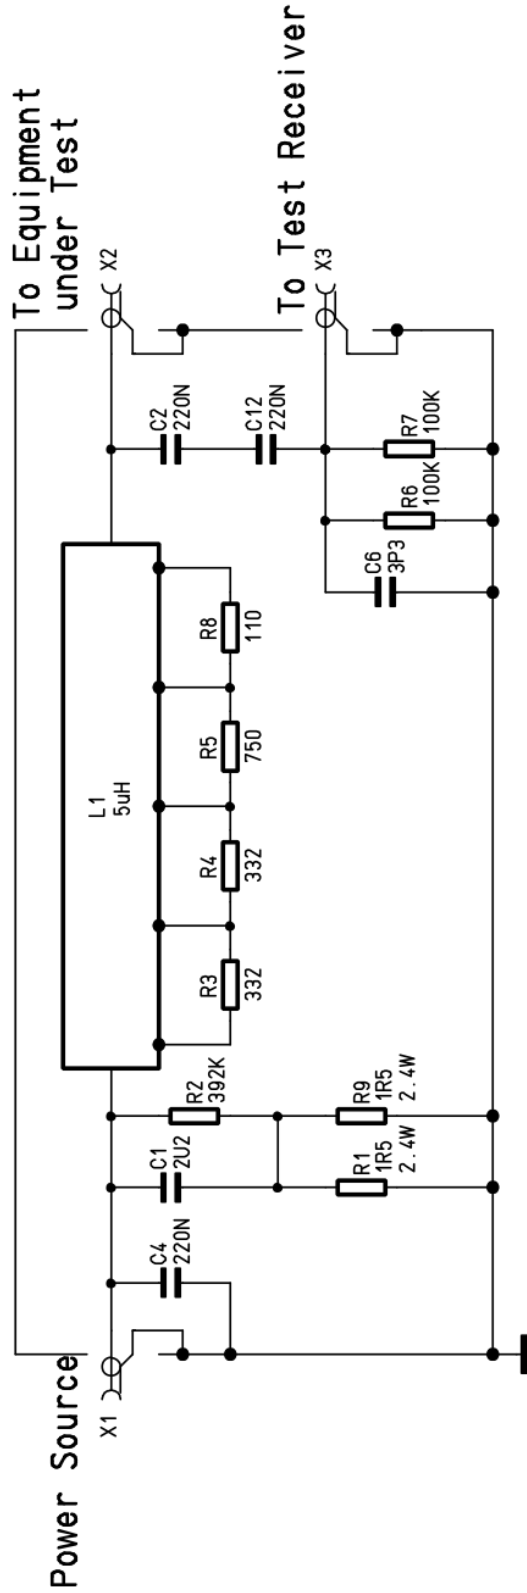 Power Source
X1
C4
220N
C1
2U2
R2
392K
R1
1R5
2.4W
R9
1R5
2.4W
L1
5uH
R3
332
R4
332
R5
750
R8
110
C2
220N
C12
220N
C6
3P3
R6
100K
R7
100K
To Equipment
under Test
X2
To Test Receiver
X3